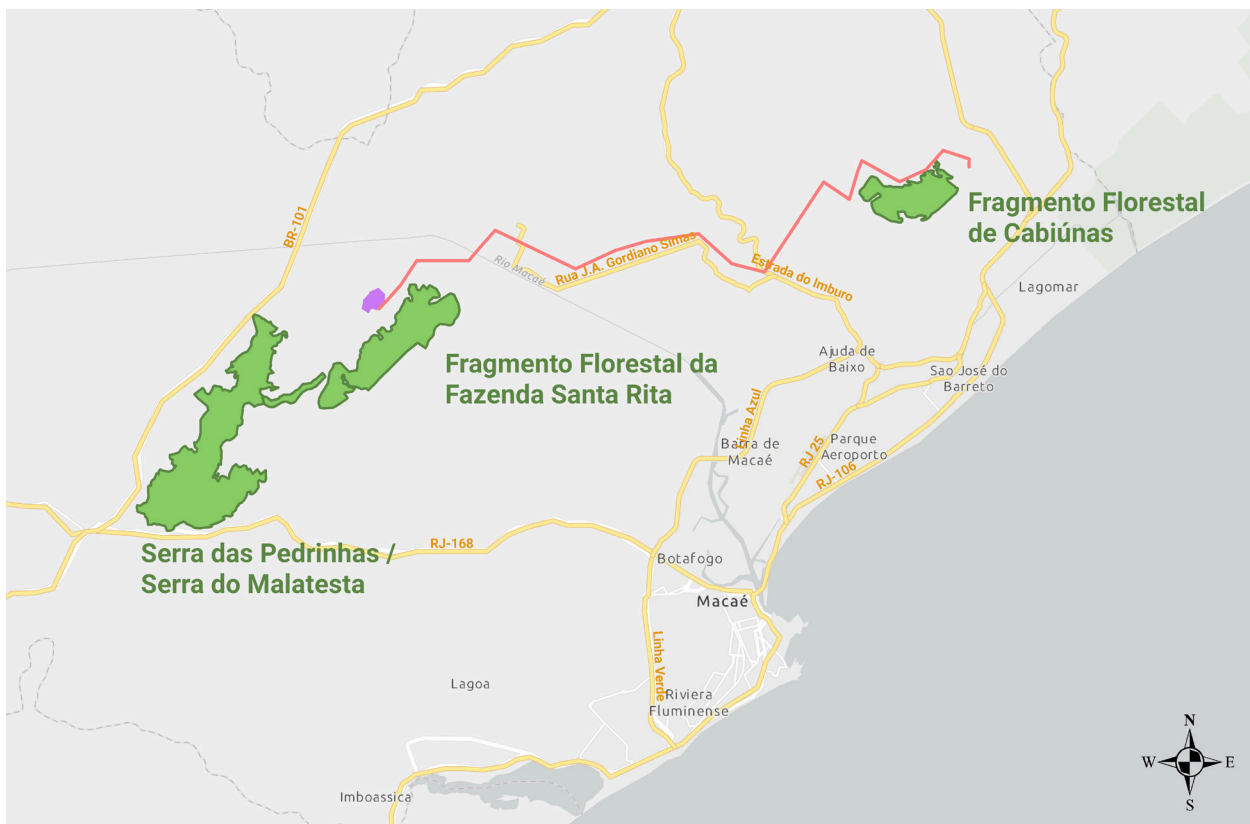 BR-101
Fragmento Florestal
de Cabiúnas
Rua J.A. Gordiano Simas
Rio Macaé
Estrada do Imburo
Lagomar
Fragmento Florestal da
Fazenda Santa Rita
Ajuda de
Baixo
Sao José do
Barreto
Linha Azul
Barra de
Macaé
RJ 25
Parque
Aeroporto
RJ-106
RJ-168
Serra das Pedrinhas /
Serra do Malatesta
Botafogo
Macaé
Linha Verde
Lagoa
Riviera
Fluminense
Imboassica
N
W
E
S